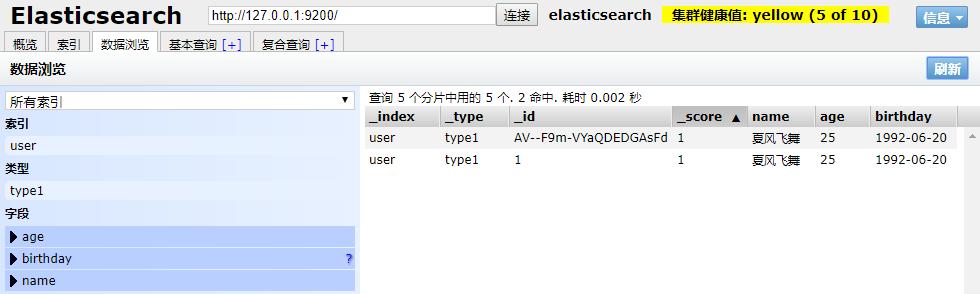 Elasticsearch http://127.0.0.1:9200/ 连接 elasticsearch 集群健康值: yellow (5 of 10) 信息
概览 索引 数据浏览 基本查询 [+] 复合查询 [+]
数据浏览 刷新
所有索引
索引
user
类型
type1
字段
age
birthday ?
name
查询 5 个分片中用的 5 个. 2 命中. 耗时 0.002 秒
_index _type _id _score ▲ name age birthday
user type1 AV--F9m-VYaQDEDGAsFd 1 夏风飞舞 25 1992-06-20
user type1 1 1 夏风飞舞 25 1992-06-20